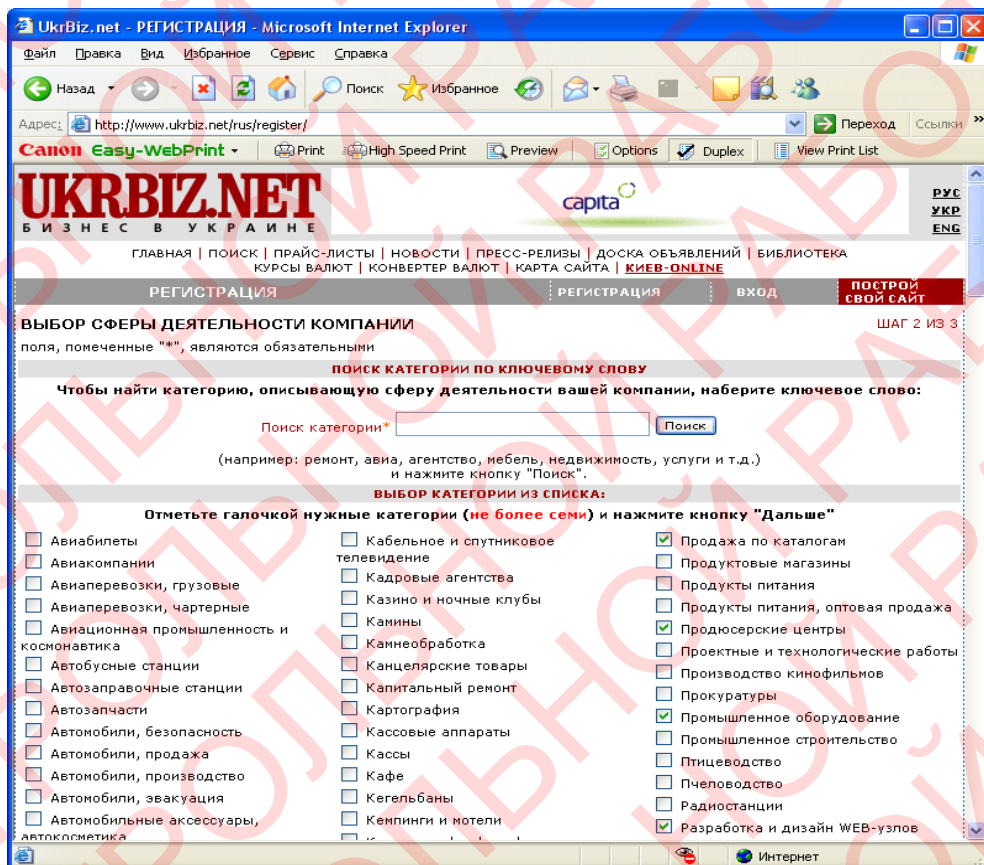 UkrBiz.net - РЕГИСТРАЦИЯ - Microsoft Internet Explorer
Файл Правка Вид Избранное Сервис Справка
Назад Поиск Избранное
Адрес: http://www.ukrbiz.net/rus/register/ Переход Ссылки »
Canon Easy-WebPrint Print High Speed Print Preview Options Duplex View Print List
UKRBIZ.NET
БИЗНЕС В УКРАИНЕ
capita
РУС
УКР
ENG
ГЛАВНАЯ | ПОИСК | ПРАЙС-ЛИСТЫ | НОВОСТИ | ПРЕСС-РЕЛИЗЫ | ДОСКА ОБЪЯВЛЕНИЙ | БИБЛИОТЕКА
КУРСЫ ВАЛЮТ | КОНВЕРТЕР ВАЛЮТ | КАРТА САЙТА | КИЕВ-ONLINE
РЕГИСТРАЦИЯ РЕГИСТРАЦИЯ ВХОД ПОСТРОЙ
СВОЙ САЙТ
ВЫБОР СФЕРЫ ДЕЯТЕЛЬНОСТИ КОМПАНИИ ШАГ 2 ИЗ 3
поля, помеченные "*", являются обязательными
ПОИСК КАТЕГОРИИ ПО КЛЮЧЕВОМУ СЛОВУ
Чтобы найти категорию, описывающую сферу деятельности вашей компании, наберите ключевое слово:
Поиск категории* Поиск
(например: ремонт, авиа, агентство, мебель, недвижимость, услуги и т.д.)
и нажмите кнопку "Поиск".
ВЫБОР КАТЕГОРИИ ИЗ СПИСКА:
Отметьте галочкой нужные категории (не более семи) и нажмите кнопку "Дальше"
Авиабилеты
Авиакомпании
Авиаперевозки, грузовые
Авиаперевозки, чартерные
Авиационная промышленность и
космонавтика
Автобусные станции
Автозаправочные станции
Автозапчасти
Автомобили, безопасность
Автомобили, продажа
Автомобили, производство
Автомобили, эвакуация
Автомобильные аксессуары,
автокосметика
Кабельное и спутниковое
телевидение
Кадровые агентства
Казино и ночные клубы
Камины
Камнеобработка
Канцелярские товары
Капитальный ремонт
Картография
Кассовые аппараты
Кассы
Кафе
Кегельбаны
Кемпинги и мотели
Продажа по каталогам
Продуктовые магазины
Продукты питания
Продукты питания, оптовая продажа
Продюсерские центры
Проектные и технологические работы
Производство кинофильмов
Прокуратуры
Промышленное оборудование
Промышленное строительство
Птицеводство
Пчеловодство
Радиостанции
Разработка и дизайн WEB-узлов
Интернет